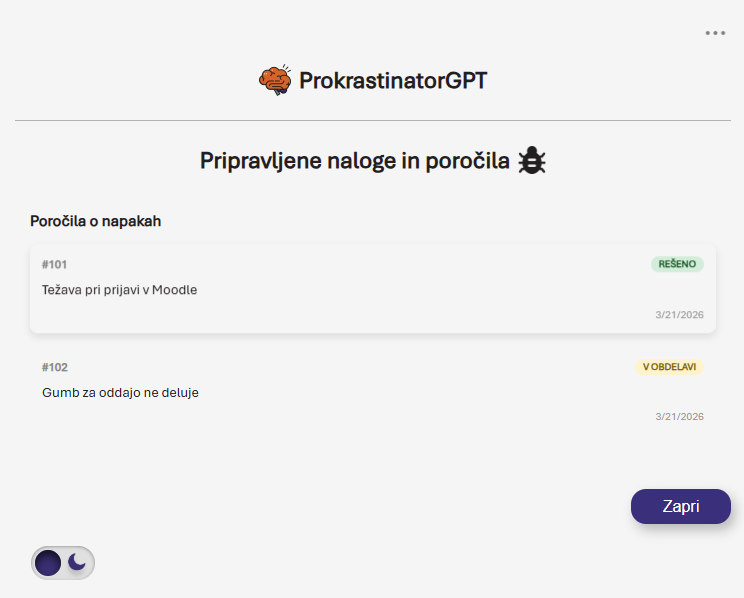 ProkrastinatorGPT
Pripravljene naloge in poročila
Poročila o napakah
#101 REŠENO
Težava pri prijavi v Moodle
3/21/2026
#102 V OBDELAVI
Gumb za oddajo ne deluje
3/21/2026
Zapri